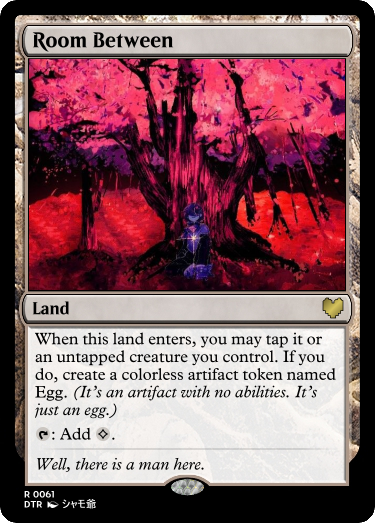 Room Between
Land
When this land enters, you may tap it or
an untapped creature you control. If you
do, create a colorless artifact token named
Egg. (It's an artifact with no abilities. It's
just an egg.)
: Add .
Well, there is a man here.
R 0061
DTR シャモ爺